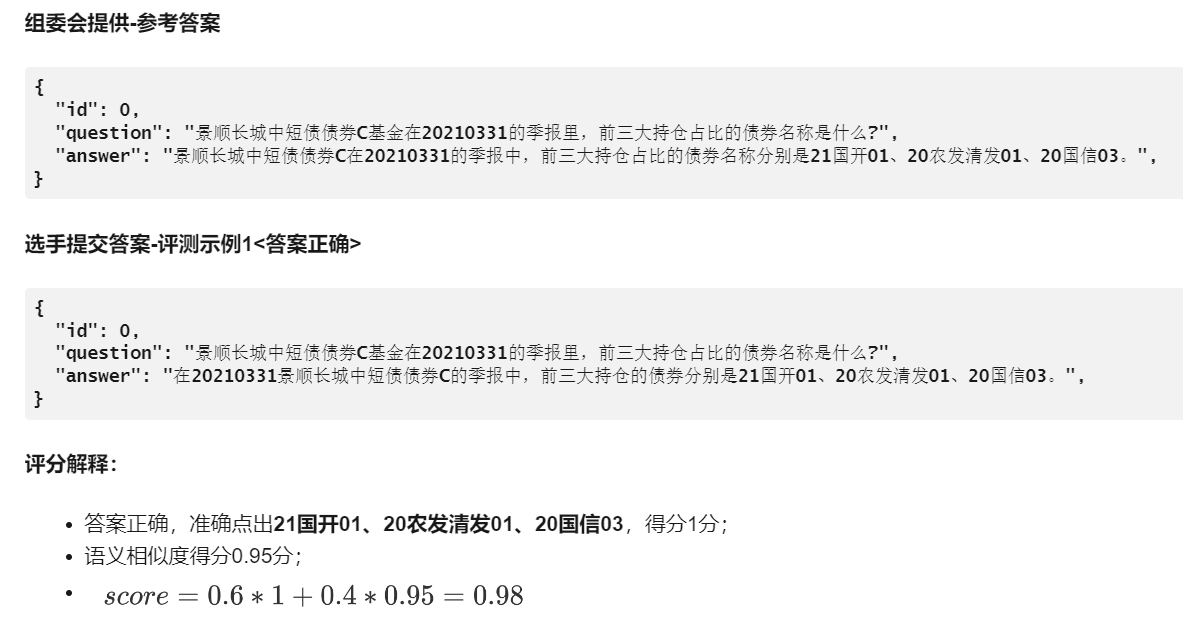 组委会提供-参考答案
{
"id": 0,
"question": "景顺长城中短债债券C基金在20210331的季报里，前三大持仓占比的债券名称是什么?",
"answer": "景顺长城中短债债券C在20210331的季报中，前三大持仓占比的债券名称分别是21国开01、20农发清发01、20国信03。",
}
选手提交答案-评测示例1<答案正确>
{
"id": 0,
"question": "景顺长城中短债债券C基金在20210331的季报里，前三大持仓占比的债券名称是什么?",
"answer": "在20210331景顺长城中短债债券C的季报中，前三大持仓的债券分别是21国开01、20农发清发01、20国信03。",
}
评分解释：
• 答案正确，准确点出21国开01、20农发清发01、20国信03，得分1分；
• 语义相似度得分0.95分；
• score = 0.6 * 1 + 0.4 * 0.95 = 0.98